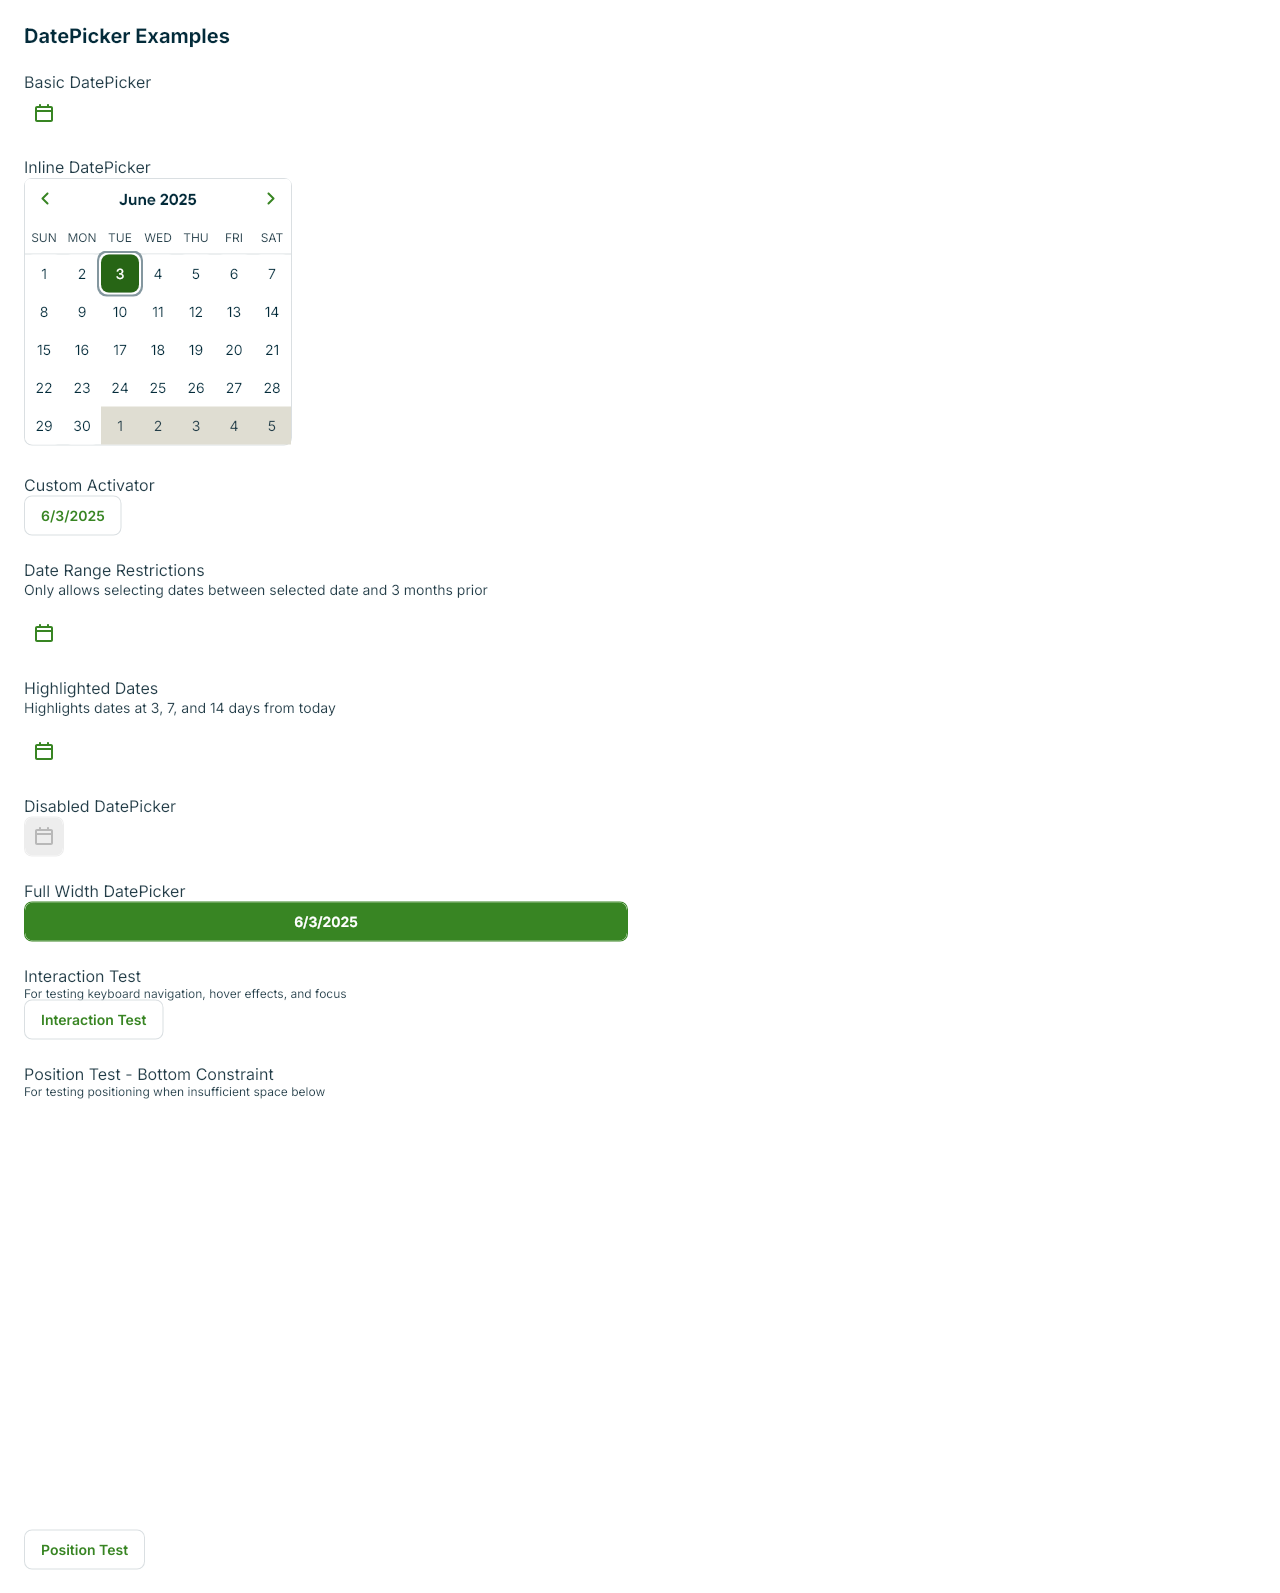 DatePicker Examples
Basic DatePicker
Inline DatePicker
June 2025
SUN MON TUE WED THU FRI SAT
1 2 3 4 5 6 7
8 9 10 11 12 13 14
15 16 17 18 19 20 21
22 23 24 25 26 27 28
29 30 1 2 3 4 5
Custom Activator
6/3/2025
Date Range Restrictions
Only allows selecting dates between selected date and 3 months prior
Highlighted Dates
Highlights dates at 3, 7, and 14 days from today
Disabled DatePicker
Full Width DatePicker
6/3/2025
Interaction Test
For testing keyboard navigation, hover effects, and focus
Interaction Test
Position Test - Bottom Constraint
For testing positioning when insufficient space below
Position Test